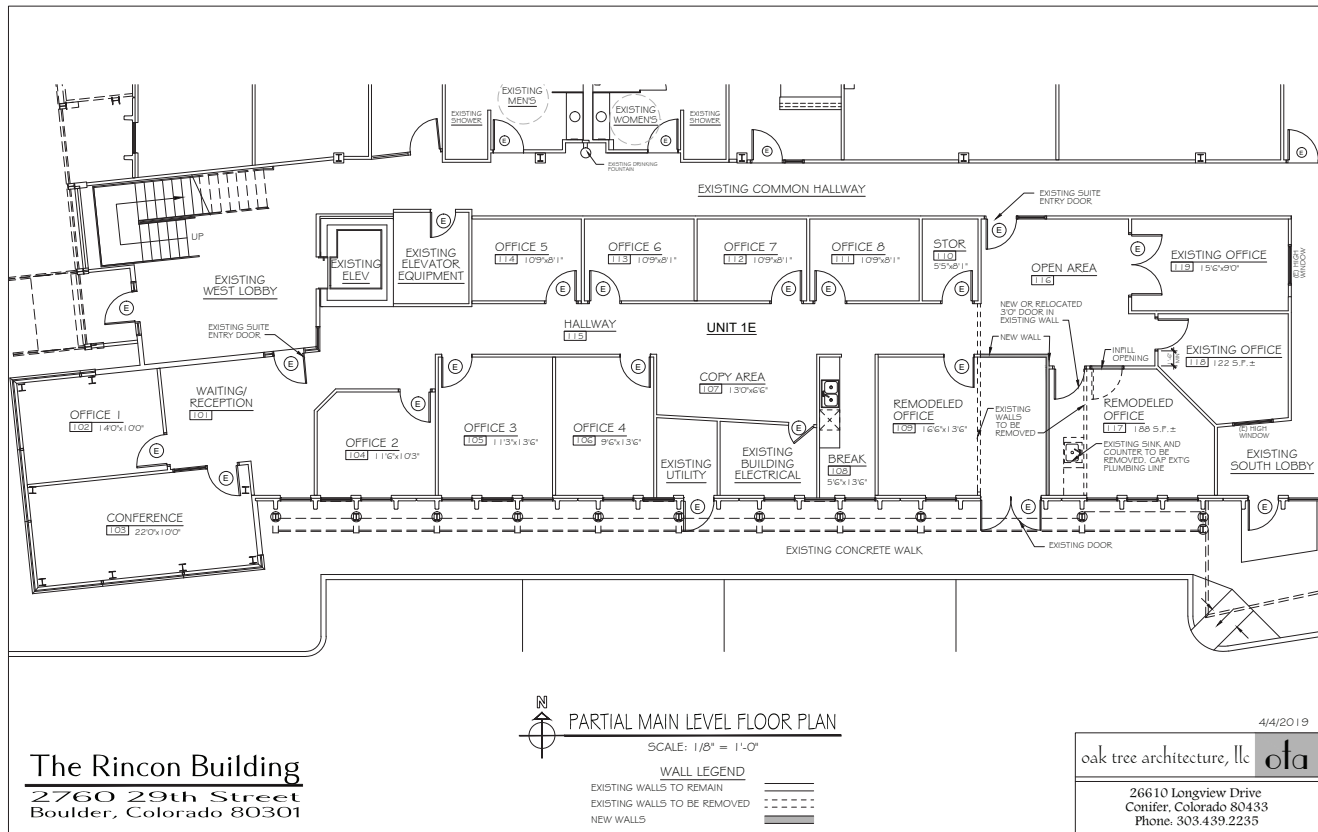 EXISTING
MEN'S
EXISTING
WOMEN'S
EXISTING
SHOWER
EXISTING
SHOWER
E
E
E
E
E
EXISTING DRINKING
FOUNTAIN
EXISTING COMMON HALLWAY
EXISTING SUITE
ENTRY DOOR
UP
EXISTING
WEST LOBBY
EXISTING
ELEV
E
EXISTING
ELEVATOR
EQUIPMENT
OFFICE 5
114 10'9"x8'1"
E
OFFICE 6
113 10'9"x8'1"
E
OFFICE 7
112 10'9"x8'1"
E
OFFICE 8
111 10'9"x8'1"
E
STOR
110
5'5"x8'1"
E
E
OPEN AREA
116
E
EXISTING OFFICE
119 15'6"x9'0"
(E) HIGH
WINDOW
E
EXISTING SUITE
ENTRY DOOR
E
HALLWAY
115
UNIT 1E
NEW OR RELOCATED
3'0" DOOR IN
EXISTING WALL
NEW WALL
INFILL
OPENING
1'-6"
MIN.
EXISTING OFFICE
118 122 S.F. ±
WAITING/
RECEPTION
101
OFFICE 1
102 14'0"x10'0"
E
E
OFFICE 2
104 11'6"x10'3"
E
E
OFFICE 3
105 11'3"x13'6"
E
OFFICE 4
106 9'6"x13'6"
COPY AREA
107 13'0"x6'6"
E
REMODELED
OFFICE
109 16'6"x13'6"
EXISTING
WALLS
TO BE
REMOVED
REMODELED
OFFICE
117 188 S.F. ±
EXISTING SINK AND
COUNTER TO BE
REMOVED. CAP EXT'G
PLUMBING LINE
(E) HIGH
WINDOW
EXISTING
SOUTH LOBBY
EXISTING
UTILITY
EXISTING
BUILDING
ELECTRICAL
E
BREAK
108
5'6"x13'6"
E
CONFERENCE
103 22'0"x10'0"
E
E
E
EXISTING DOOR
EXISTING CONCRETE WALK
N
PARTIAL MAIN LEVEL FLOOR PLAN
SCALE: 1/8" = 1'-0"
WALL LEGEND
EXISTING WALLS TO REMAIN
EXISTING WALLS TO BE REMOVED
NEW WALLS
The Rincon Building
2760 29th Street
Boulder, Colorado 80301
4/4/2019
oak tree architecture, llc ota
26610 Longview Drive
Conifer, Colorado 80433
Phone: 303.439.2235